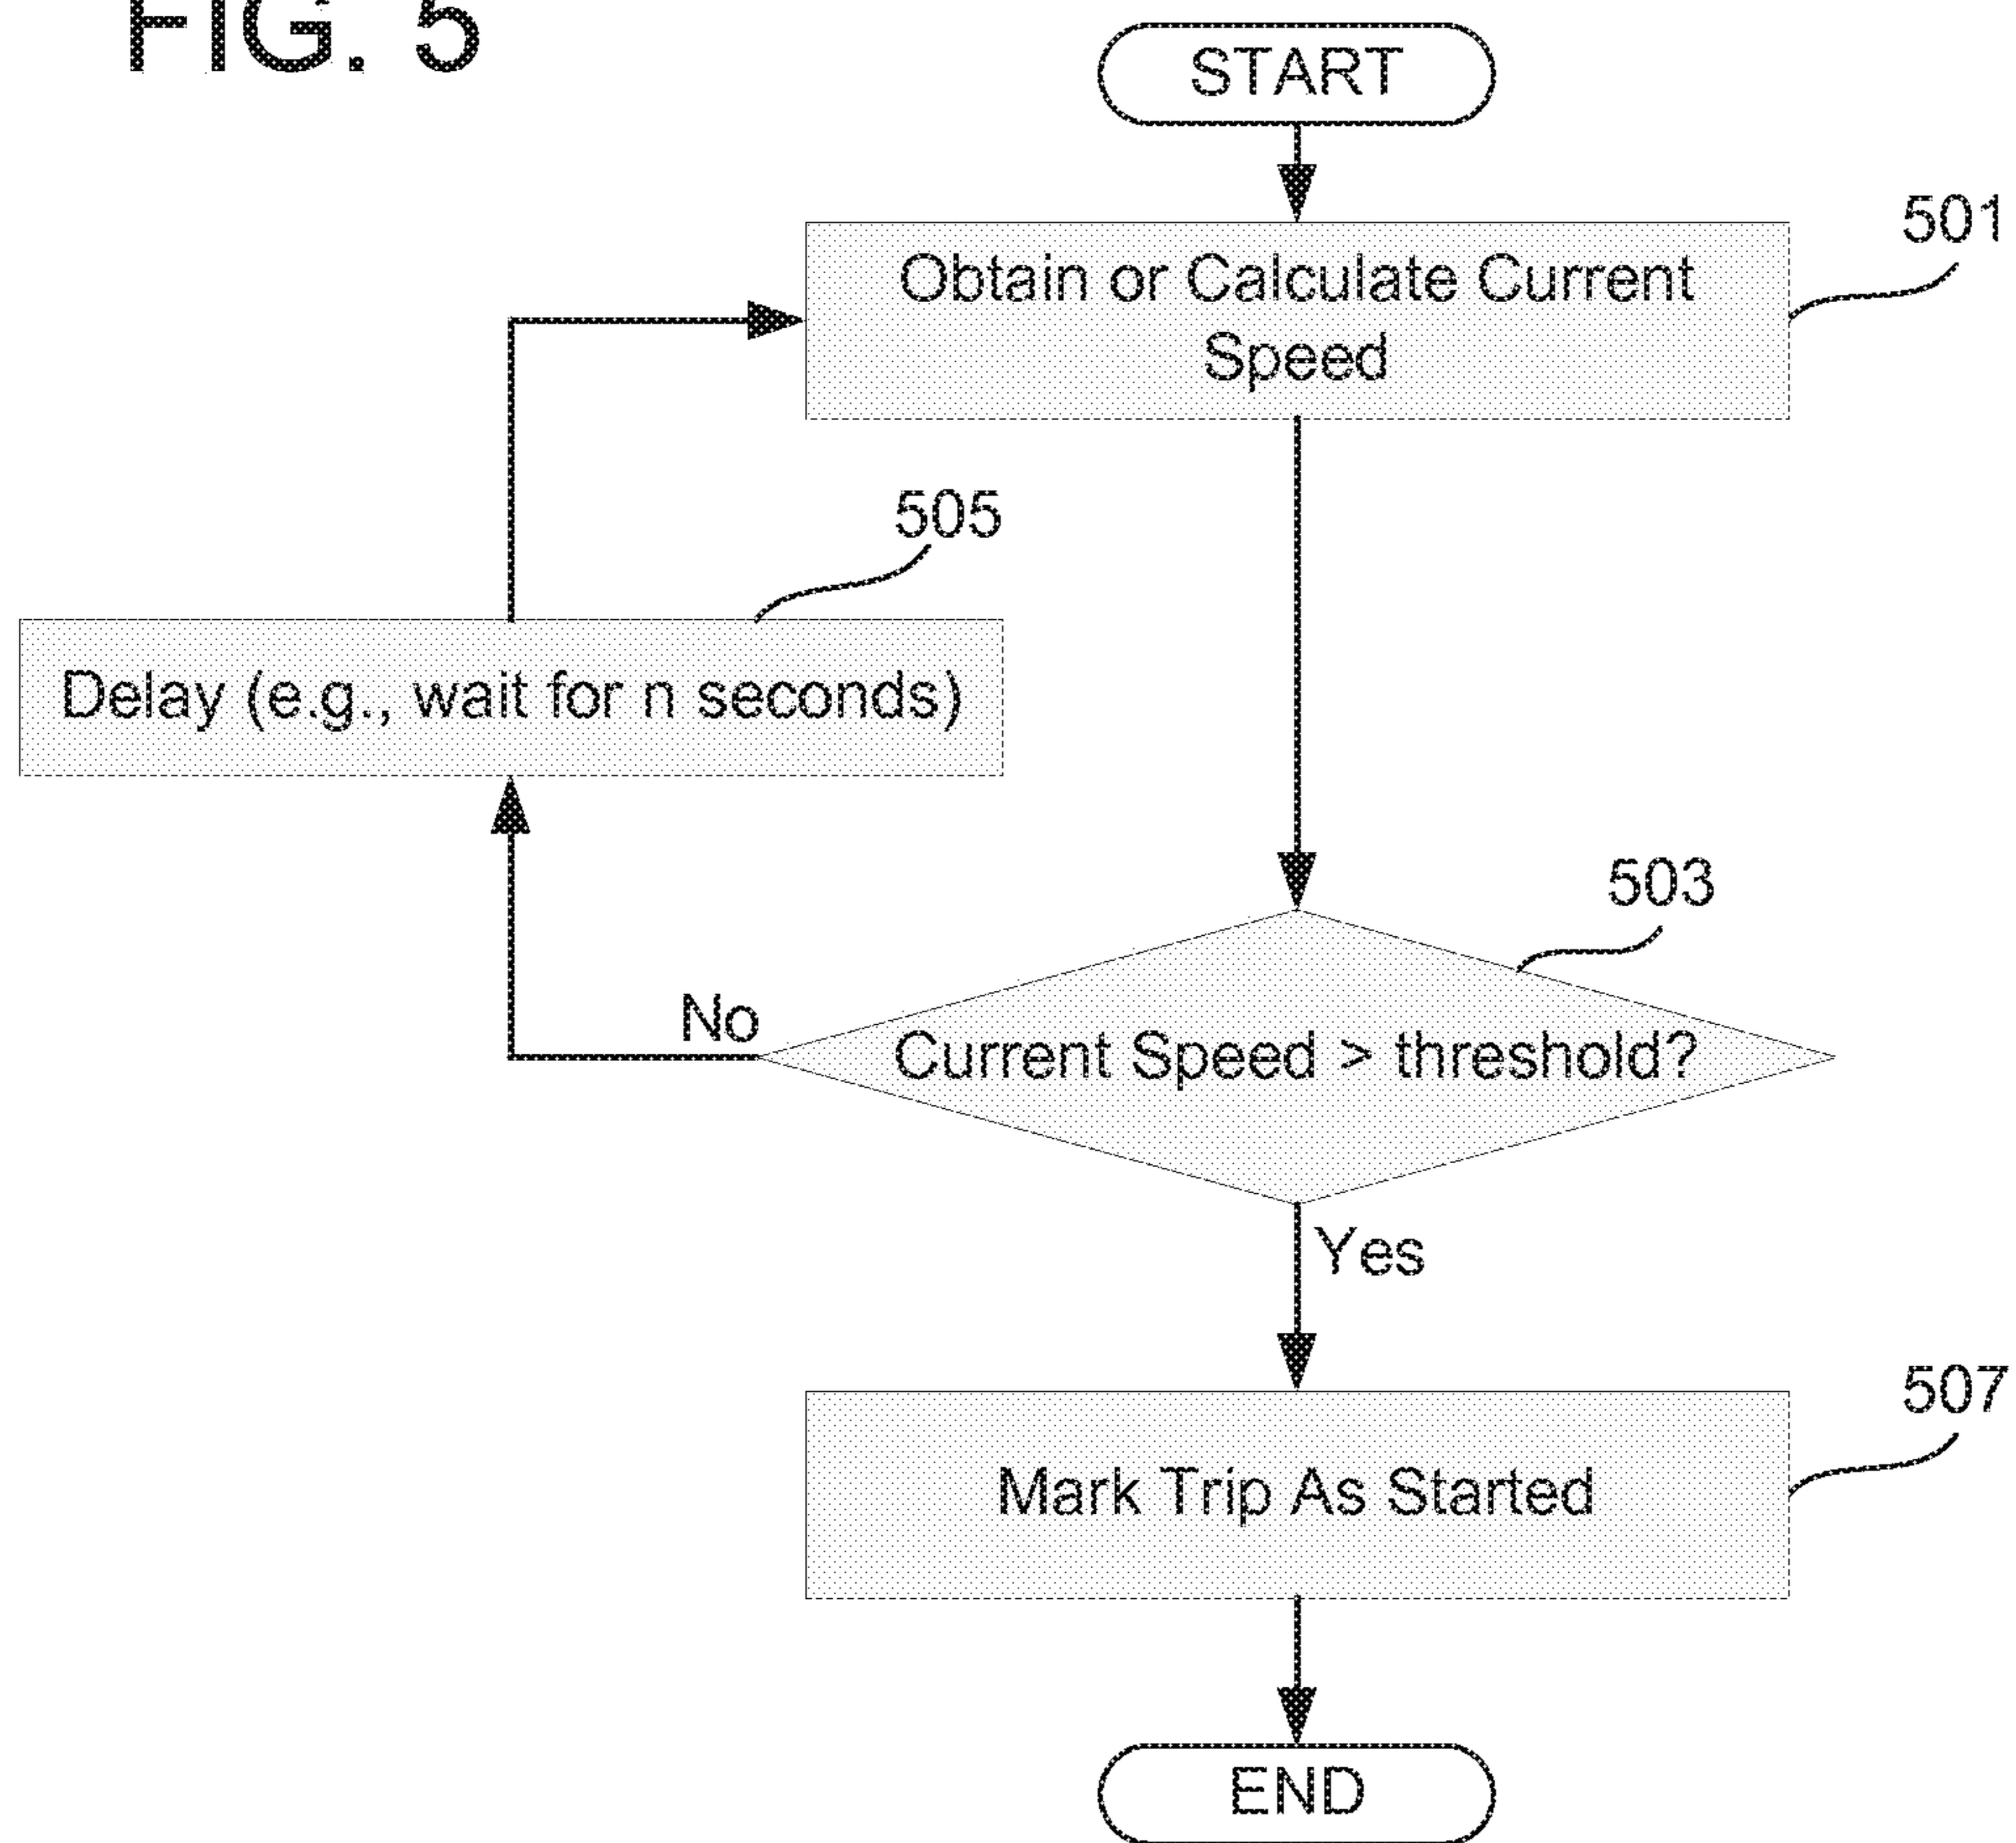 FIG. 5
START
501
Obtain or Calculate Current
Speed
505
Delay (e.g., wait for n seconds)
503
No
Current Speed > threshold?
Yes
507
Mark Trip As Started
END